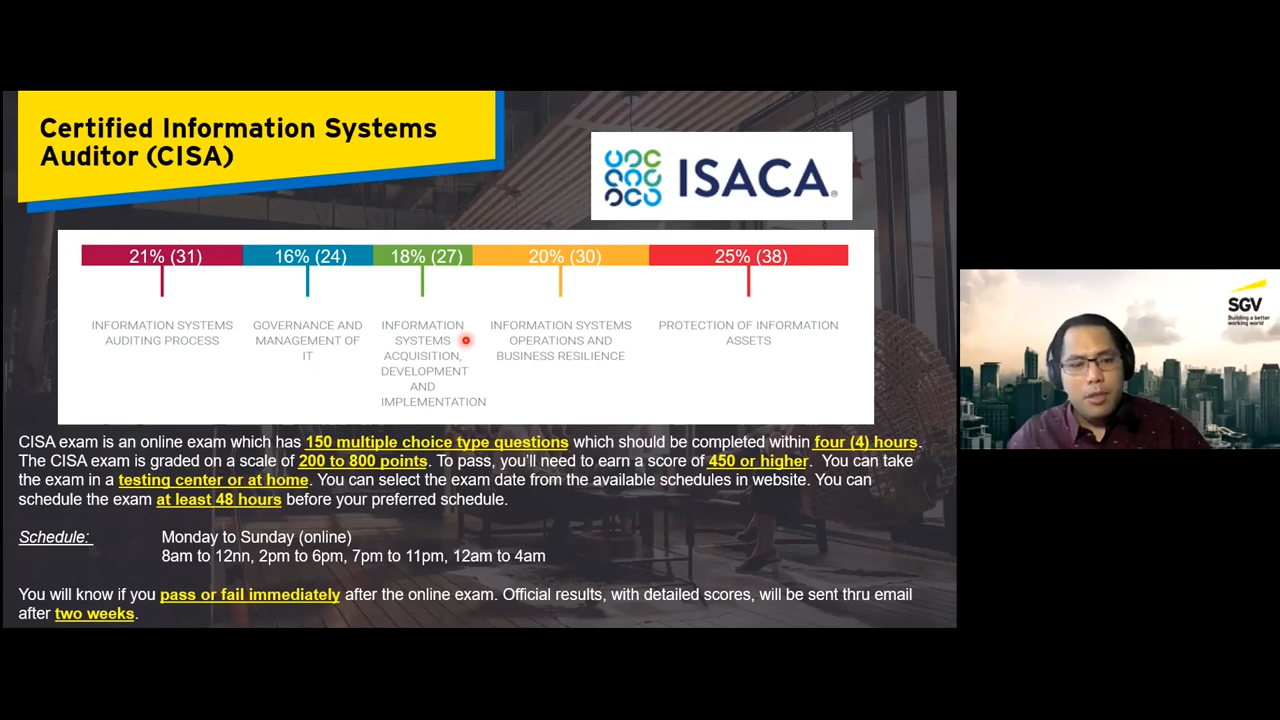 Certified Information Systems
Auditor (CISA)
ISACA®
21% (31)
16% (24)
18% (27)
20% (30)
25% (38)
INFORMATION SYSTEMS
AUDITING PROCESS
GOVERNANCE AND
MANAGEMENT OF
IT
INFORMATION
SYSTEMS
ACQUISITION,
DEVELOPMENT
AND
IMPLEMENTATION
INFORMATION SYSTEMS
OPERATIONS AND
BUSINESS RESILIENCE
PROTECTION OF INFORMATION
ASSETS
CISA exam is an online exam which has 150 multiple choice type questions which should be completed within four (4) hours.
The CISA exam is graded on a scale of 200 to 800 points. To pass, you'll need to earn a score of 450 or higher. You can take
the exam in a testing center or at home. You can select the exam date from the available schedules in website. You can
schedule the exam at least 48 hours before your preferred schedule.
Schedule: Monday to Sunday (online)
8am to 12nn, 2pm to 6pm, 7pm to 11pm, 12am to 4am
You will know if you pass or fail immediately after the online exam. Official results, with detailed scores, will be sent thru email
after two weeks.
SGV
Building a better
working world